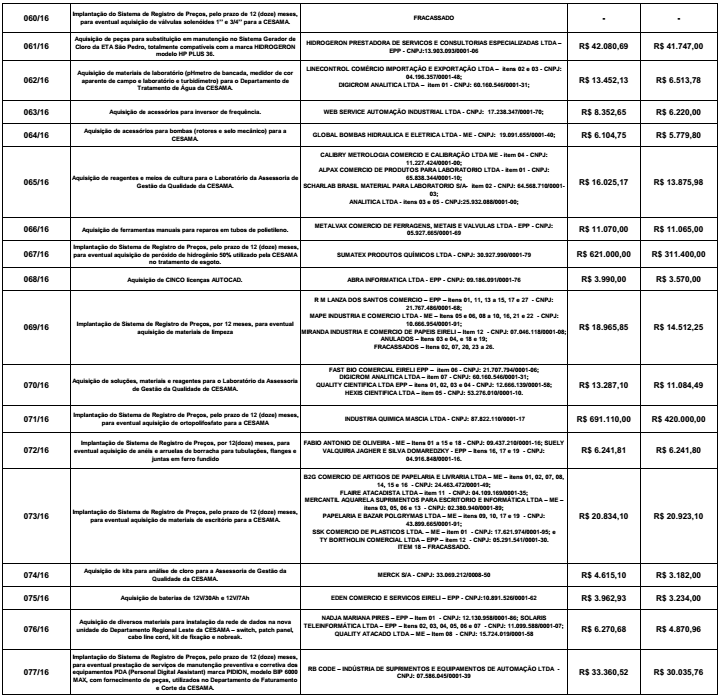 060/16
Implantação do Sistema de Registro de Preços, pelo prazo de 12 (doze) meses,
para eventual aquisição de válvulas solenóides 1" e 3/4" para a CESAMA.
FRACASSADO
-
-
061/16
Aquisição de peças para substituição em manutenção no Sistema Gerador de
Cloro da ETA São Pedro, totalmente compatíveis com a marca HIDROGERON
modelo HP PLUS 36.
HIDROGERON PRESTADORA DE SERVICOS E CONSULTORIAS ESPECIALIZADAS LTDA –
EPP - CNPJ:13.903.093/0001-06
R$ 42.080,69
R$ 41.747,00
062/16
Aquisição de materiais de laboratório (pHmetro de bancada, medidor de cor
aparente de campo e laboratório e turbidímetro) para o Departamento de
Tratamento de Água da CESAMA.
LINECONTROL COMÉRCIO IMPORTAÇÃO E EXPORTAÇÃO LTDA – itens 02 e 03 - CNPJ:
04.196.357/0001-48;
DIGICROM ANALITICA LTDA – item 01 - CNPJ: 60.160.546/0001-31;
R$ 13.452,13
R$ 6.513,78
063/16
Aquisição de acessórios para inversor de frequência.
WEB SERVICE AUTOMAÇÃO INDUSTRIAL LTDA - CNPJ: 17.238.347/0001-70;
R$ 8.352,65
R$ 6.220,00
064/16
Aquisição de acessórios para bombas (rotores e selo mecânico) para a
CESAMA.
GLOBAL BOMBAS HIDRAULICA E ELETRICA LTDA - ME - CNPJ: 19.091.655/0001-40;
R$ 6.104,75
R$ 5.779,80
065/16
Aquisição de reagentes e meios de cultura para o Laboratório da Assessoria de
Gestão da Qualidade da CESAMA.
CALIBRY METROLOGIA COMERCIO E CALIBRAÇÃO LTDA ME - item 04 - CNPJ:
11.227.424/0001-00;
ALPAX COMERCIO DE PRODUTOS PARA LABORATORIO LTDA - item 01 - CNPJ:
65.838.344/0001-10;
SCHARLAB BRASIL MATERIAL PARA LABORATORIO S/A- item 02 - CNPJ: 64.568.710/0001-
03;
ANALITICA LTDA - itens 03 e 05 - CNPJ:25.932.088/0001-00;
R$ 16.025,17
R$ 13.875,98
066/16
Aquisição de ferramentas manuais para reparos em tubos de polietileno.
METALVAX COMERCIO DE FERRAGENS, METAIS E VALVULAS LTDA - EPP - CNPJ:
05.927.665/0001-69
R$ 11.070,00
R$ 11.065,00
067/16
Implantação do Sistema de Registro de Preços, pelo prazo de 12 (doze) meses,
para eventual aquisição de peróxido de hidrogênio 50% utilizado pela CESAMA
no tratamento de esgoto.
SUMATEX PRODUTOS QUÍMICOS LTDA - CNPJ: 30.927.990/0001-79
R$ 621.000,00
R$ 311.400,00
068/16
Aquisição de CINCO licenças AUTOCAD.
ABRA INFORMATICA LTDA - EPP - CNPJ: 09.186.091/0001-76
R$ 3.990,00
R$ 3.570,00
069/16
Implantação do Sistema de Registro de Preços, por 12 meses, para eventual
aquisição de materiais de limpeza
R M LANZA DOS SANTOS COMERCIO – EPP – Itens 01, 11, 13 a 15, 17 e 27 - CNPJ:
21.767.486/0001-68;
MAPE INDUSTRIA E COMERCIO LTDA - ME – Itens 05 e 06, 08 a 10, 16, 21 e 22 - CNPJ:
10.666.954/0001-91;
MIRANDA INDUSTRIA E COMERCIO DE PAPEIS EIRELI – Item 12 - CNPJ: 07.046.118/0001-08;
ANULADOS – Itens 03 e 04, e 18 e 19;
FRACASSADOS – Itens 02, 07, 20, 23 a 26.
R$ 18.965,85
R$ 14.512,25
070/16
Aquisição de soluções, materiais e reagentes para o Laboratório da Assessoria
de Gestão da Qualidade de CESAMA.
FAST BIO COMERCIAL EIRELI EPP – item 06 - CNPJ: 21.707.794/0001-06;
DIGICROM ANALITICA LTDA – item 07 - CNPJ: 60.160.546/0001-31;
QUALITY CIENTIFICA LTDA EPP – itens 01, 02, 03 e 04 - CNPJ: 12.666.139/0001-58;
HEXIS CIENTIFICA LTDA – item 05 - CNPJ: 53.276.010/0001-10.
R$ 13.287,10
R$ 11.084,49
071/16
Implantação do Sistema de Registro de Preços, pelo prazo de 12 (doze) meses,
para eventual aquisição de ortopolifosfato para a CESAMA
INDUSTRIA QUIMICA MASCIA LTDA - CNPJ: 87.822.110/0001-17
R$ 691.110,00
R$ 420.000,00
072/16
Implantação de Sistema de Registro de Preços, por 12(doze) meses, para
eventual aquisição de anéis e arruelas de borracha para tubulações, flanges e
juntas em ferro fundido
FABIO ANTONIO DE OLIVEIRA - ME – Itens 01 a 15 e 18 - CNPJ: 09.437.210/0001-16; SUELY
VALQUIRIA JAGHER E SILVA DOMAREDZKY - EPP – Itens 16, 17 e 19 - CNPJ:
04.916.848/0001-16.
R$ 6.241,81
R$ 6.241,80
073/16
Implantação do Sistema de Registro de Preços, pelo prazo de 12 (doze) meses,
para eventual aquisição de materiais de escritório para a CESAMA.
B2G COMERCIO DE ARTIGOS DE PAPELARIA E LIVRARIA LTDA – ME – itens 01, 02, 07, 08,
14, 15 e 16 - CNPJ: 24.463.472/0001-49;
FLAIRE ATACADISTA LTDA – item 11 - CNPJ: 04.109.169/0001-35;
MERCANTIL AQUARELA SUPRIMENTOS PARA ESCRITORIO E INFORMÁTICA LTDA – ME –
itens 03, 05, 06 e 13 - CNPJ: 02.380.940/0001-89;
PAPELARIA E BAZAR POLGRYMAS LTDA – ME – itens 09, 10, 17 e 19 - CNPJ:
43.899.665/0001-91;
SSK COMERCIO DE PLASTICOS LTDA. – ME – item 01 - CNPJ: 17.621.974/0001-05; e
TY BORTHOLIN COMERCIAL LTDA – EPP – item 12 - CNPJ: 05.291.541/0001-30.
ITEM 18 – FRACASSADO.
R$ 20.834,10
R$ 20.923,10
074/16
Aquisição de kits para análise de cloro para a Assessoria de Gestão da
Qualidade da CESAMA.
MERCK S/A - CNPJ: 33.069.212/0008-50
R$ 4.615,10
R$ 3.182,00
075/16
Aquisição de baterias de 12V/30Ah e 12V/7Ah
EDEN COMERCIO E SERVICOS EIRELI - EPP - CNPJ:10.891.526/0001-62
R$ 3.962,93
R$ 3.234,00
076/16
Aquisição de diversos materiais para instalação da rede de dados na nova
unidade do Departamento Regional Leste da CESAMA – switch, patch panel,
cabo line cord, kit de fixação e nobreak.
NADJA MARIANA PIRES – EPP – Item 01 - CNPJ: 12.130.958/0001-86; SOLARIS
TELEINFORMÁTICA LTDA – EPP – Itens 02, 03, 04, 05, 06 e 07 - CNPJ: 11.099.588/0001-07;
QUALITY ATACADO LTDA – ME – Item 08 - CNPJ: 15.724.019/0001-58
R$ 6.270,68
R$ 4.870,96
077/16
Implantação do Sistema de Registro de Preços, pelo prazo de 12 (doze) meses,
para eventual prestação de serviços de manutenção preventiva e corretiva dos
equipamentos PDA (Personal Digital Assistant) marca PIDION, modelo BIP 6000
MAX, com fornecimento de peças, utilizados no Departamento de Faturamento
e Corte da CESAMA.
RB CODE – INDÚSTRIA DE SUPRIMENTOS E EQUIPAMENTOS DE AUTOMAÇÃO LTDA -
CNPJ: 07.586.045/0001-39
R$ 33.360,52
R$ 30.035,76